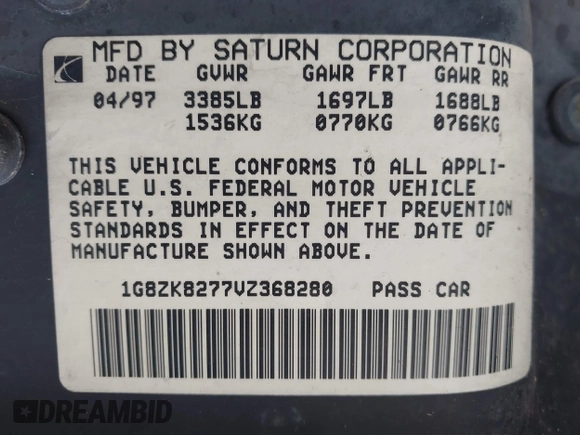 MFD BY SATURN CORPORATION
DATE GVWR GAWR FRT GAWR RR
04/97 3385LB 1697LB 1688LB
1536KG 0770KG 0766KG
THIS VEHICLE CONFORMS TO ALL APPLI-
CABLE U.S. FEDERAL MOTOR VEHICLE
SAFETY, BUMPER, AND THEFT PREVENTION
STANDARDS IN EFFECT ON THE DATE OF
MANUFACTURE SHOWN ABOVE.
1G8ZK8277VZ368280 PASS CAR
DREAMBID